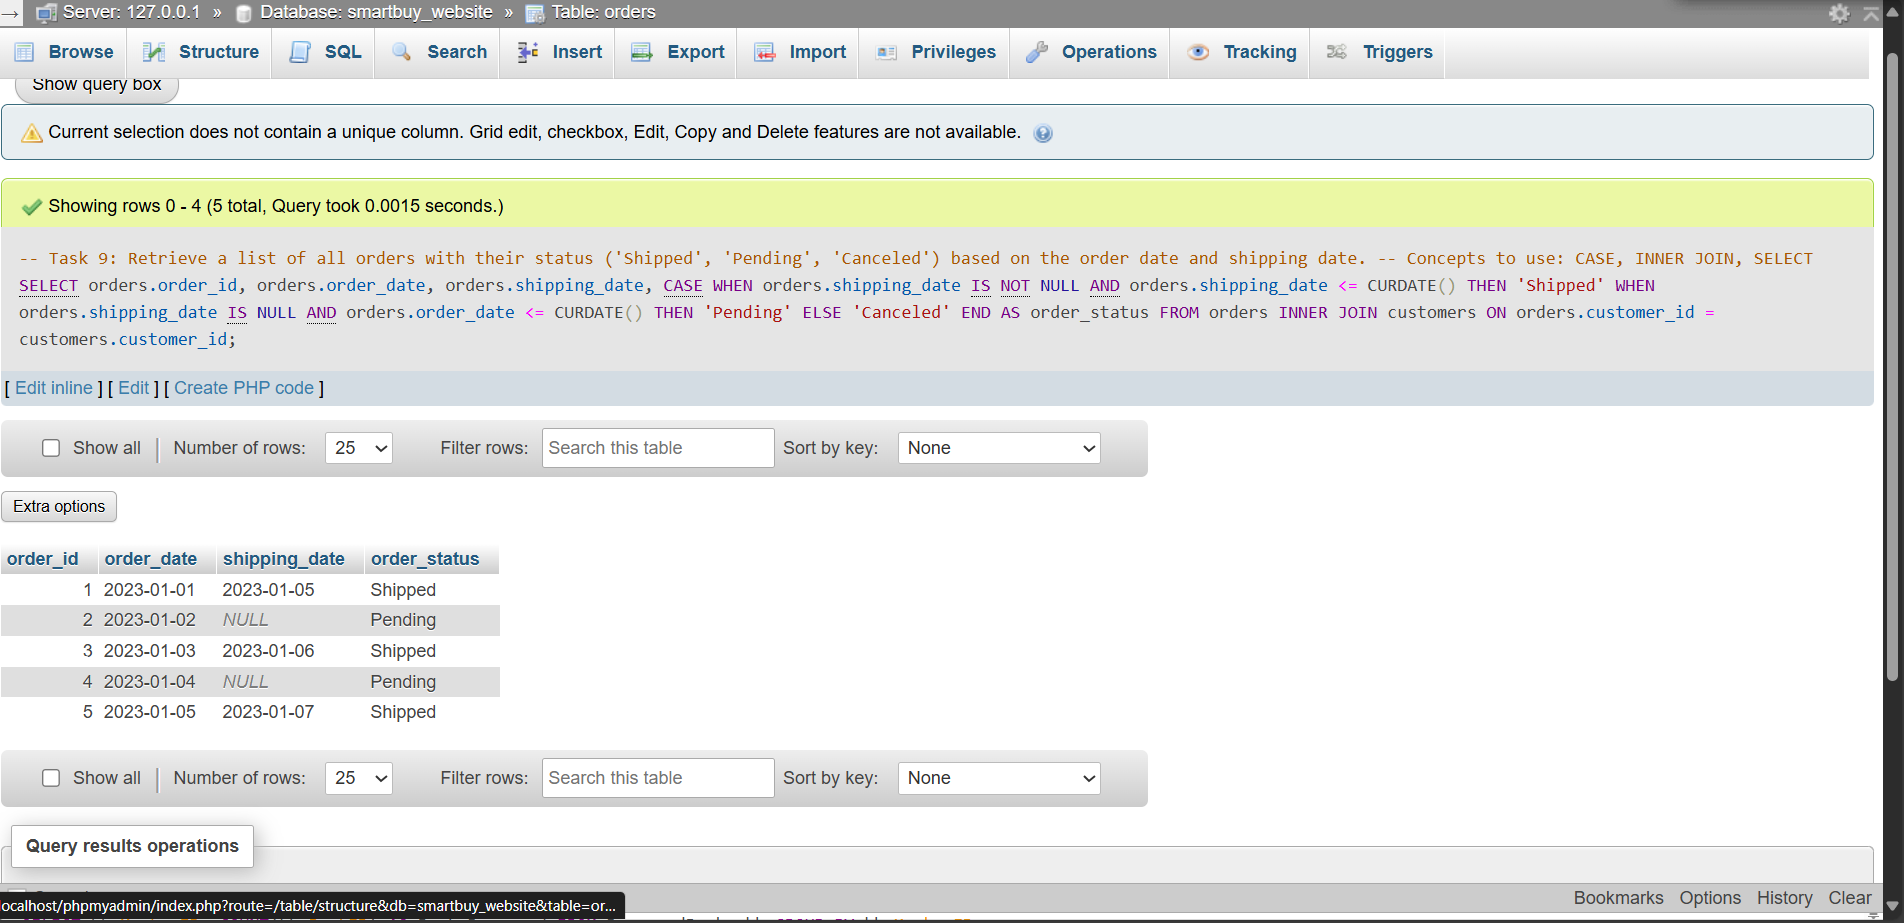 → Server: 127.0.0.1 » Database: smartbuy_website » Table: orders
Browse Structure SQL Search Insert Export Import Privileges Operations Tracking Triggers
Show query box
Current selection does not contain a unique column. Grid edit, checkbox, Edit, Copy and Delete features are not available.
Showing rows 0 - 4 (5 total, Query took 0.0015 seconds.)
-- Task 9: Retrieve a list of all orders with their status ('Shipped', 'Pending', 'Canceled') based on the order date and shipping date. -- Concepts to use: CASE, INNER JOIN, SELECT
SELECT orders.order_id, orders.order_date, orders.shipping_date, CASE WHEN orders.shipping_date IS NOT NULL AND orders.shipping_date <= CURDATE() THEN 'Shipped' WHEN
orders.shipping_date IS NULL AND orders.order_date <= CURDATE() THEN 'Pending' ELSE 'Canceled' END AS order_status FROM orders INNER JOIN customers ON orders.customer_id =
customers.customer_id;
[ Edit inline ] [ Edit ] [ Create PHP code ]
Show all | Number of rows: 25 Filter rows: Search this table Sort by key: None
Extra options
order_id order_date shipping_date order_status
1 2023-01-01 2023-01-05 Shipped
2 2023-01-02 NULL Pending
3 2023-01-03 2023-01-06 Shipped
4 2023-01-04 NULL Pending
5 2023-01-05 2023-01-07 Shipped
Show all | Number of rows: 25 Filter rows: Search this table Sort by key: None
Query results operations
Bookmarks Options History Clear
localhost/phpmyadmin/index.php?route=/table/structure&db=smartbuy_website&table=or...